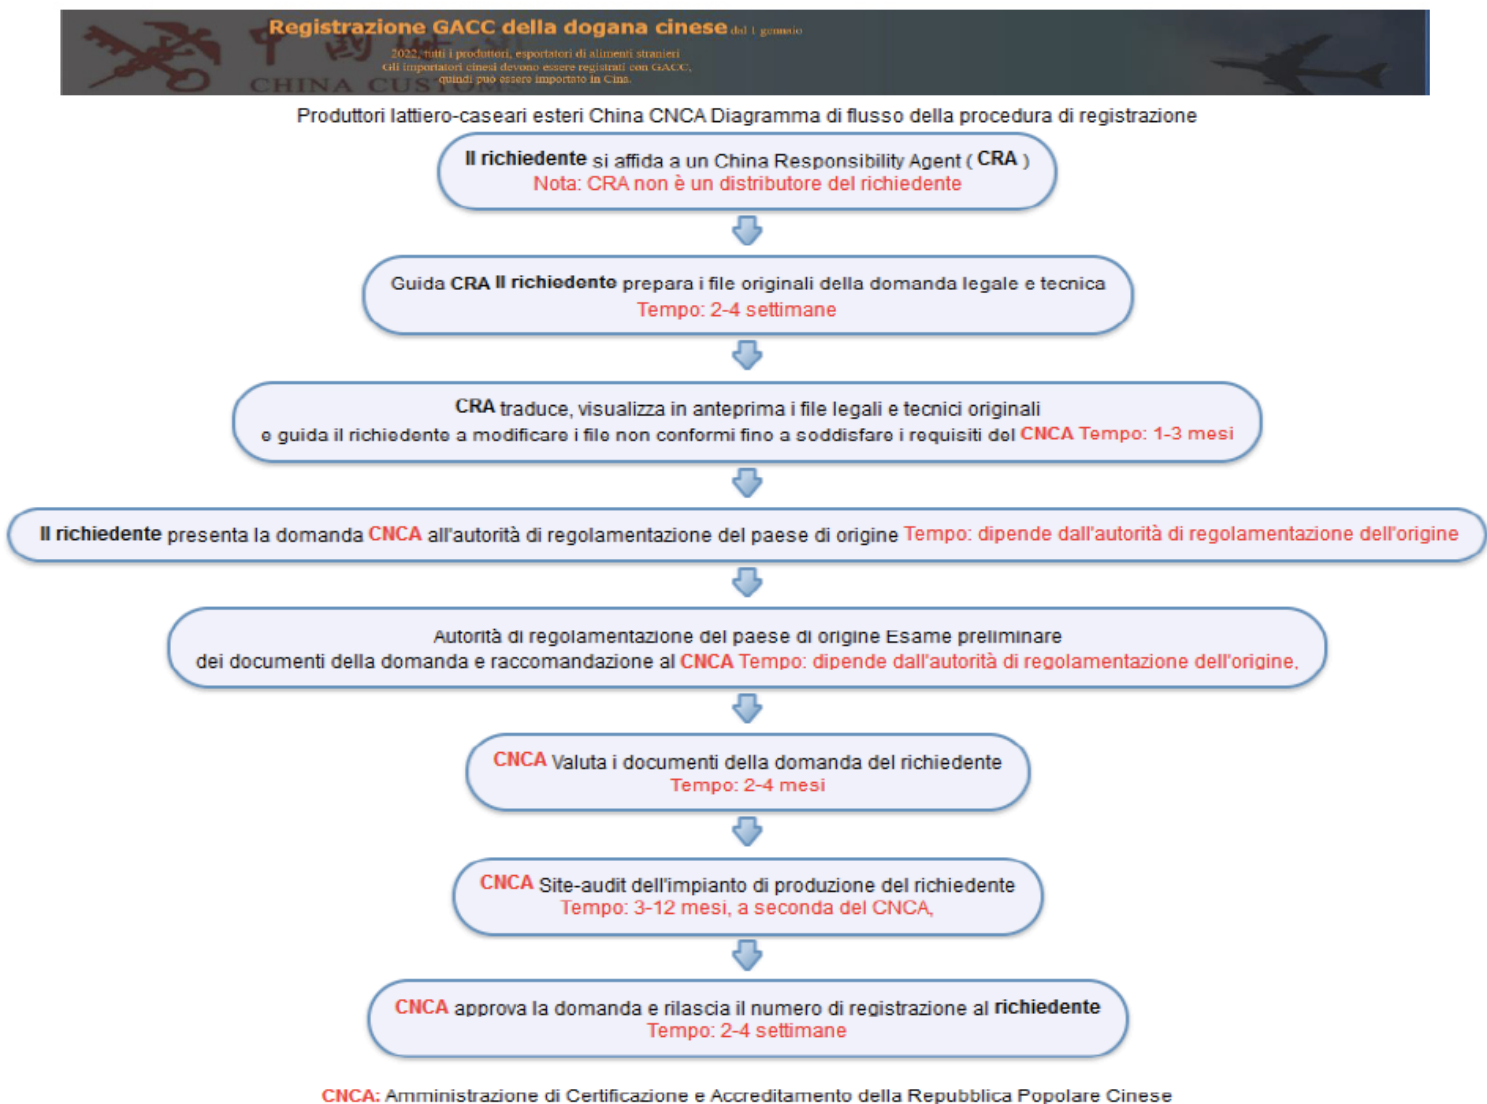 Registrazione GACC della dogana cinese dal 1 gennaio
2022, tutti i produttori, esportatori di alimenti stranieri
Gli importatori cinesi devono essere registrati con GACC,
quindi può essere importato in Cina.
中國海
CHINA CUSTOMS
Produttori lattiero-caseari esteri China CNCA Diagramma di flusso della procedura di registrazione
Il richiedente si affida a un China Responsibility Agent ( CRA )
Nota: CRA non è un distributore del richiedente
Guida CRA Il richiedente prepara i file originali della domanda legale e tecnica
Tempo: 2-4 settimane
CRA traduce, visualizza in anteprima i file legali e tecnici originali
e guida il richiedente a modificare i file non conformi fino a soddisfare i requisiti del CNCA Tempo: 1-3 mesi
Il richiedente presenta la domanda CNCA all'autorità di regolamentazione del paese di origine Tempo: dipende dall'autorità di regolamentazione dell'origine
Autorità di regolamentazione del paese di origine Esame preliminare
dei documenti della domanda e raccomandazione al CNCA Tempo: dipende dall'autorità di regolamentazione dell'origine,
CNCA Valuta i documenti della domanda del richiedente
Tempo: 2-4 mesi
CNCA Site-audit dell'impianto di produzione del richiedente
Tempo: 3-12 mesi, a seconda del CNCA,
CNCA approva la domanda e rilascia il numero di registrazione al richiedente
Tempo: 2-4 settimane
CNCA: Amministrazione di Certificazione e Accreditamento della Repubblica Popolare Cinese